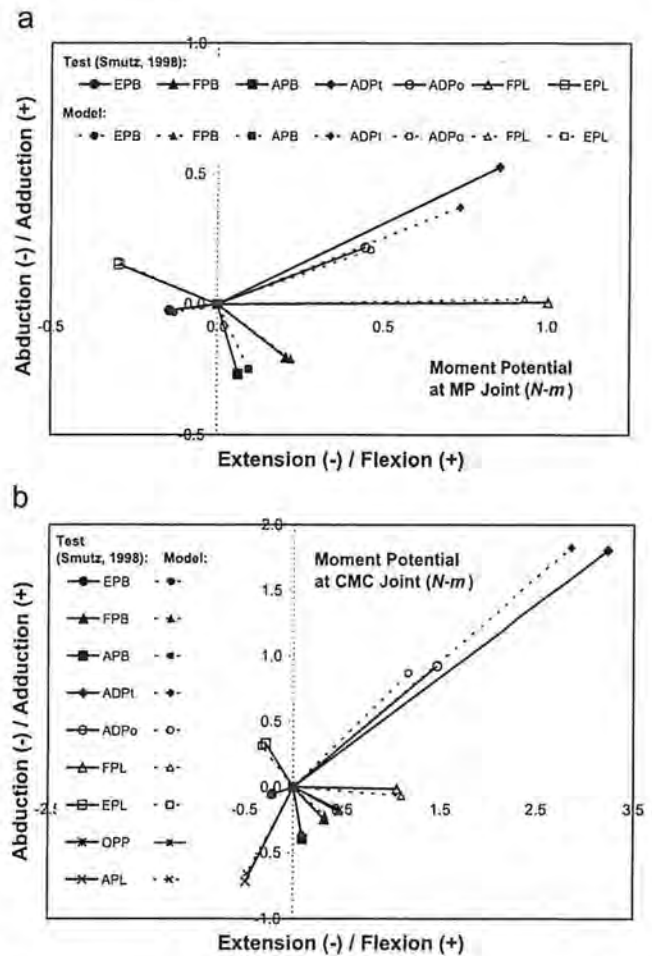 a
1.0
Test (Smutz, 1998):
EPB FPB APB ADPt ADPo FPL EPL
Model:
EPB FPB APB ADPt ADPo FPL EPL
0.5
0.0
-0.5 0.0 0.5 1.0
Moment Potential
at MP Joint (N-m)
-0.5
Abduction (-) / Adduction (+)
Extension (-) / Flexion (+)
b
2.0
Test
(Smutz, 1998): Model:
Moment Potential
at CMC Joint (N-m)
EPB
FPB
APB
ADPt
ADPo
FPL
EPL
OPP
APL
1.5
1.0
0.5
0.0
-2.5 -0.5 0.5 1.5 2.5 3.5
-0.5
-1.0
Abduction (-) / Adduction (+)
Extension (-) / Flexion (+)